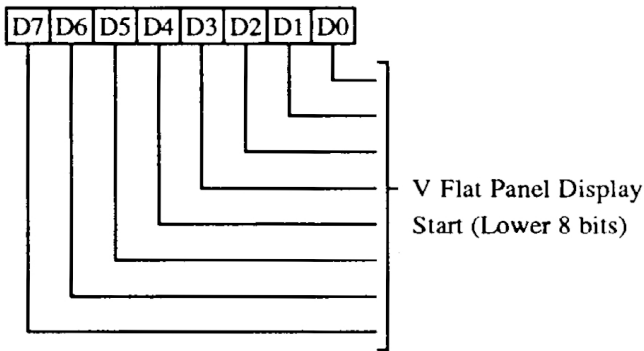 D7 D6 D5 D4 D3 D2 D1 D0
V Flat Panel Display
Start (Lower 8 bits)